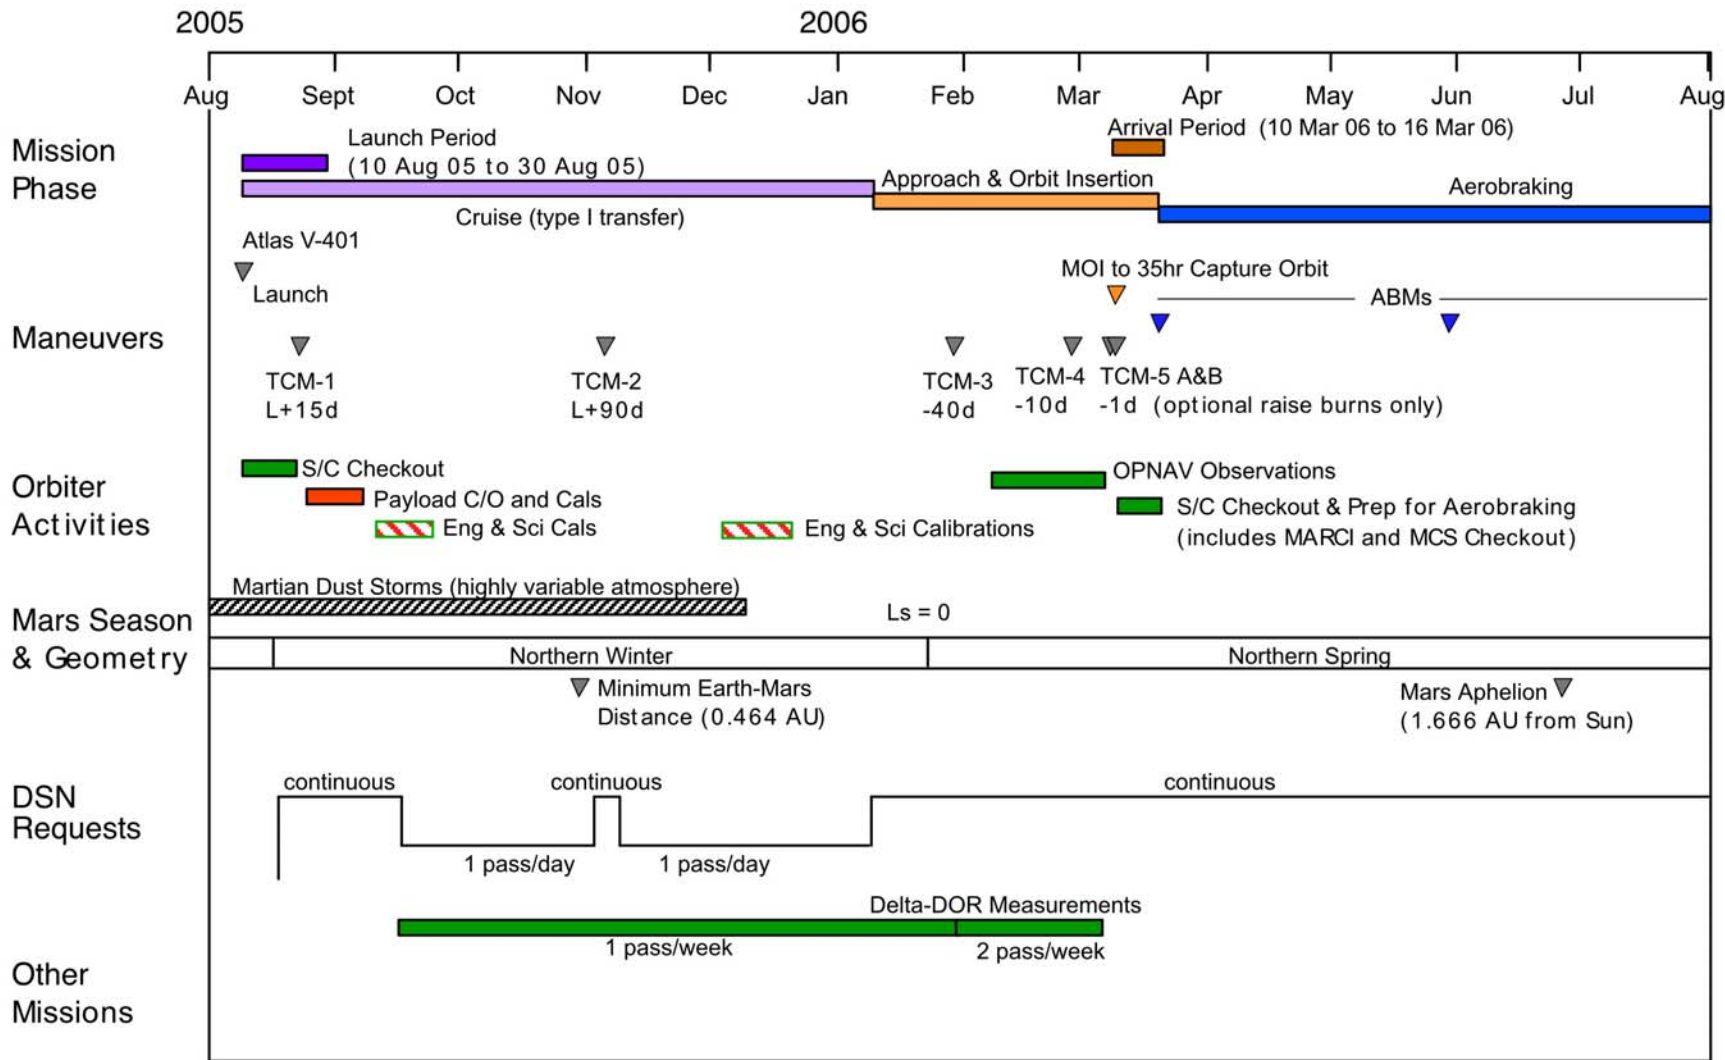 2005
2006
Aug Sept Oct Nov Dec Jan Feb Mar Apr May Jun Jul Aug
Mission
Phase
Launch Period
(10 Aug 05 to 30 Aug 05)
Arrival Period (10 Mar 06 to 16 Mar 06)
Approach & Orbit Insertion
Aerobraking
Cruise (type I transfer)
Maneuvers
Atlas V-401
Launch
MOI to 35hr Capture Orbit
ABMs
TCM-1
L+15d
TCM-2
L+90d
TCM-3
-40d
TCM-4
-10d
TCM-5 A&B
-1d (optional raise burns only)
Orbiter
Activities
S/C Checkout
Payload C/O and Cals
Eng & Sci Cals
Eng & Sci Calibrations
OPNAV Observations
S/C Checkout & Prep for Aerobraking
(includes MARCI and MCS Checkout)
Mars Season
& Geometry
Martian Dust Storms (highly variable atmosphere)
Ls = 0
Northern Winter
Northern Spring
Minimum Earth-Mars
Distance (0.464 AU)
Mars Aphelion
(1.666 AU from Sun)
DSN
Requests
continuous
continuous
continuous
1 pass/day
1 pass/day
Delta-DOR Measurements
1 pass/week
2 pass/week
Other
Missions